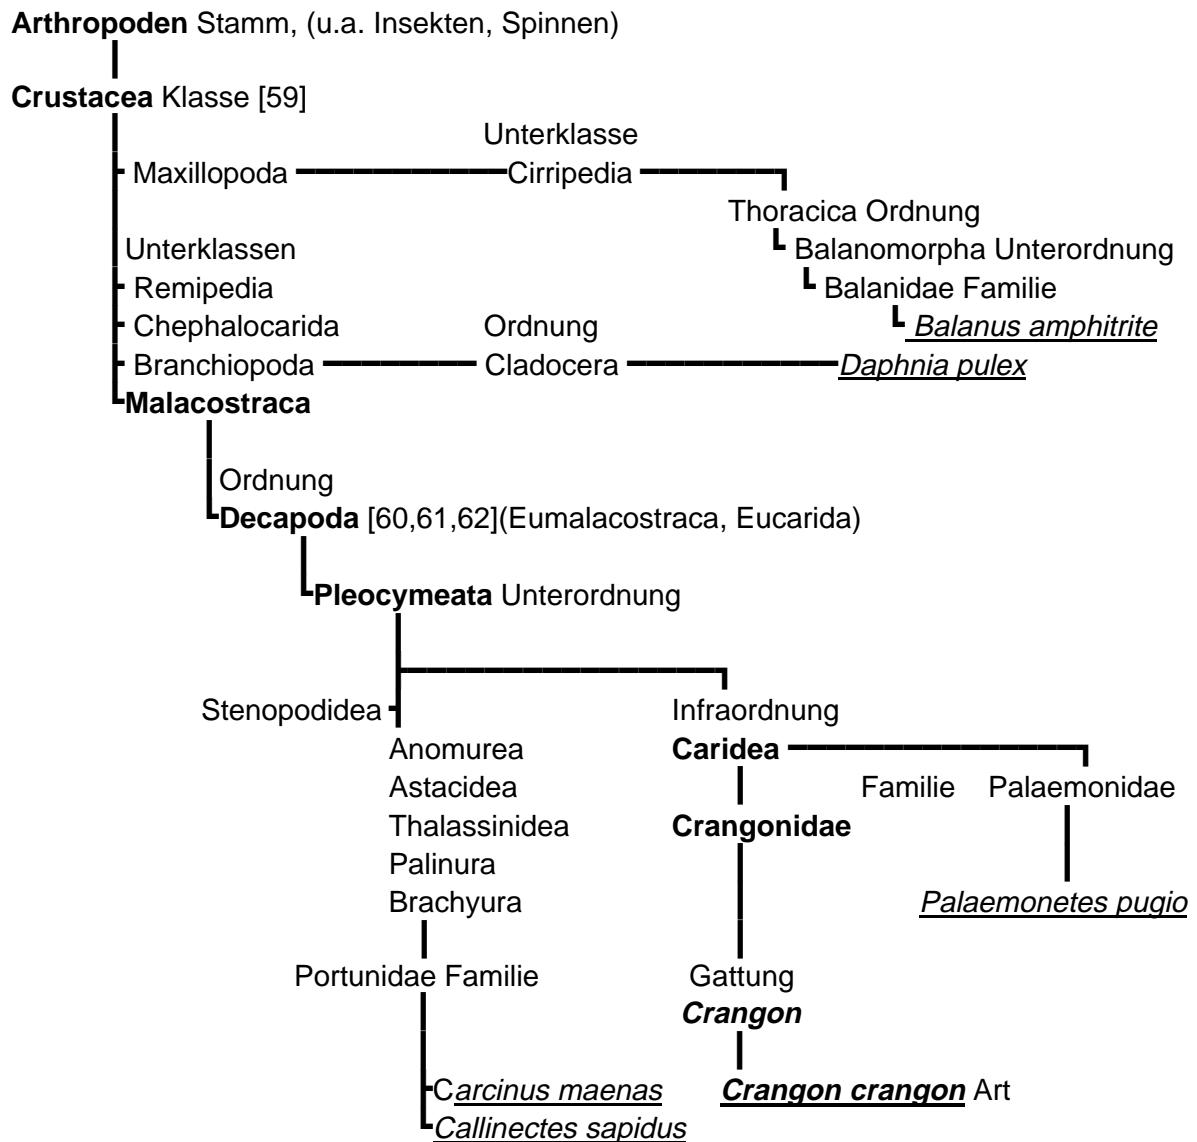 Arthropoden Stamm, (u.a. Insekten, Spinnen)
Crustacea Klasse [59]
Unterklasse
Maxillopoda Cirripedia
Thoracica Ordnung
Unterklassen Balanomorpha Unterordnung
Remipedia Balanidae Familie
Chephalocarida Ordnung Balanus amphitrite
Branchiopoda Cladocera Daphnia pulex
Malacostraca
Ordnung
Decapoda [60,61,62](Eumalacostraca, Eucarida)
Pleocymeata Unterordnung
Stenopodidea Infraordnung
Anomurea Caridea
Astacidea Familie Palaemonidae
Thalassinidea Crangonidae
Palinura
Brachyura Palaemonetes pugio
Portunidae Familie Gattung
Crangon
Carcinus maenas Crangon crangon Art
Callinectes sapidus